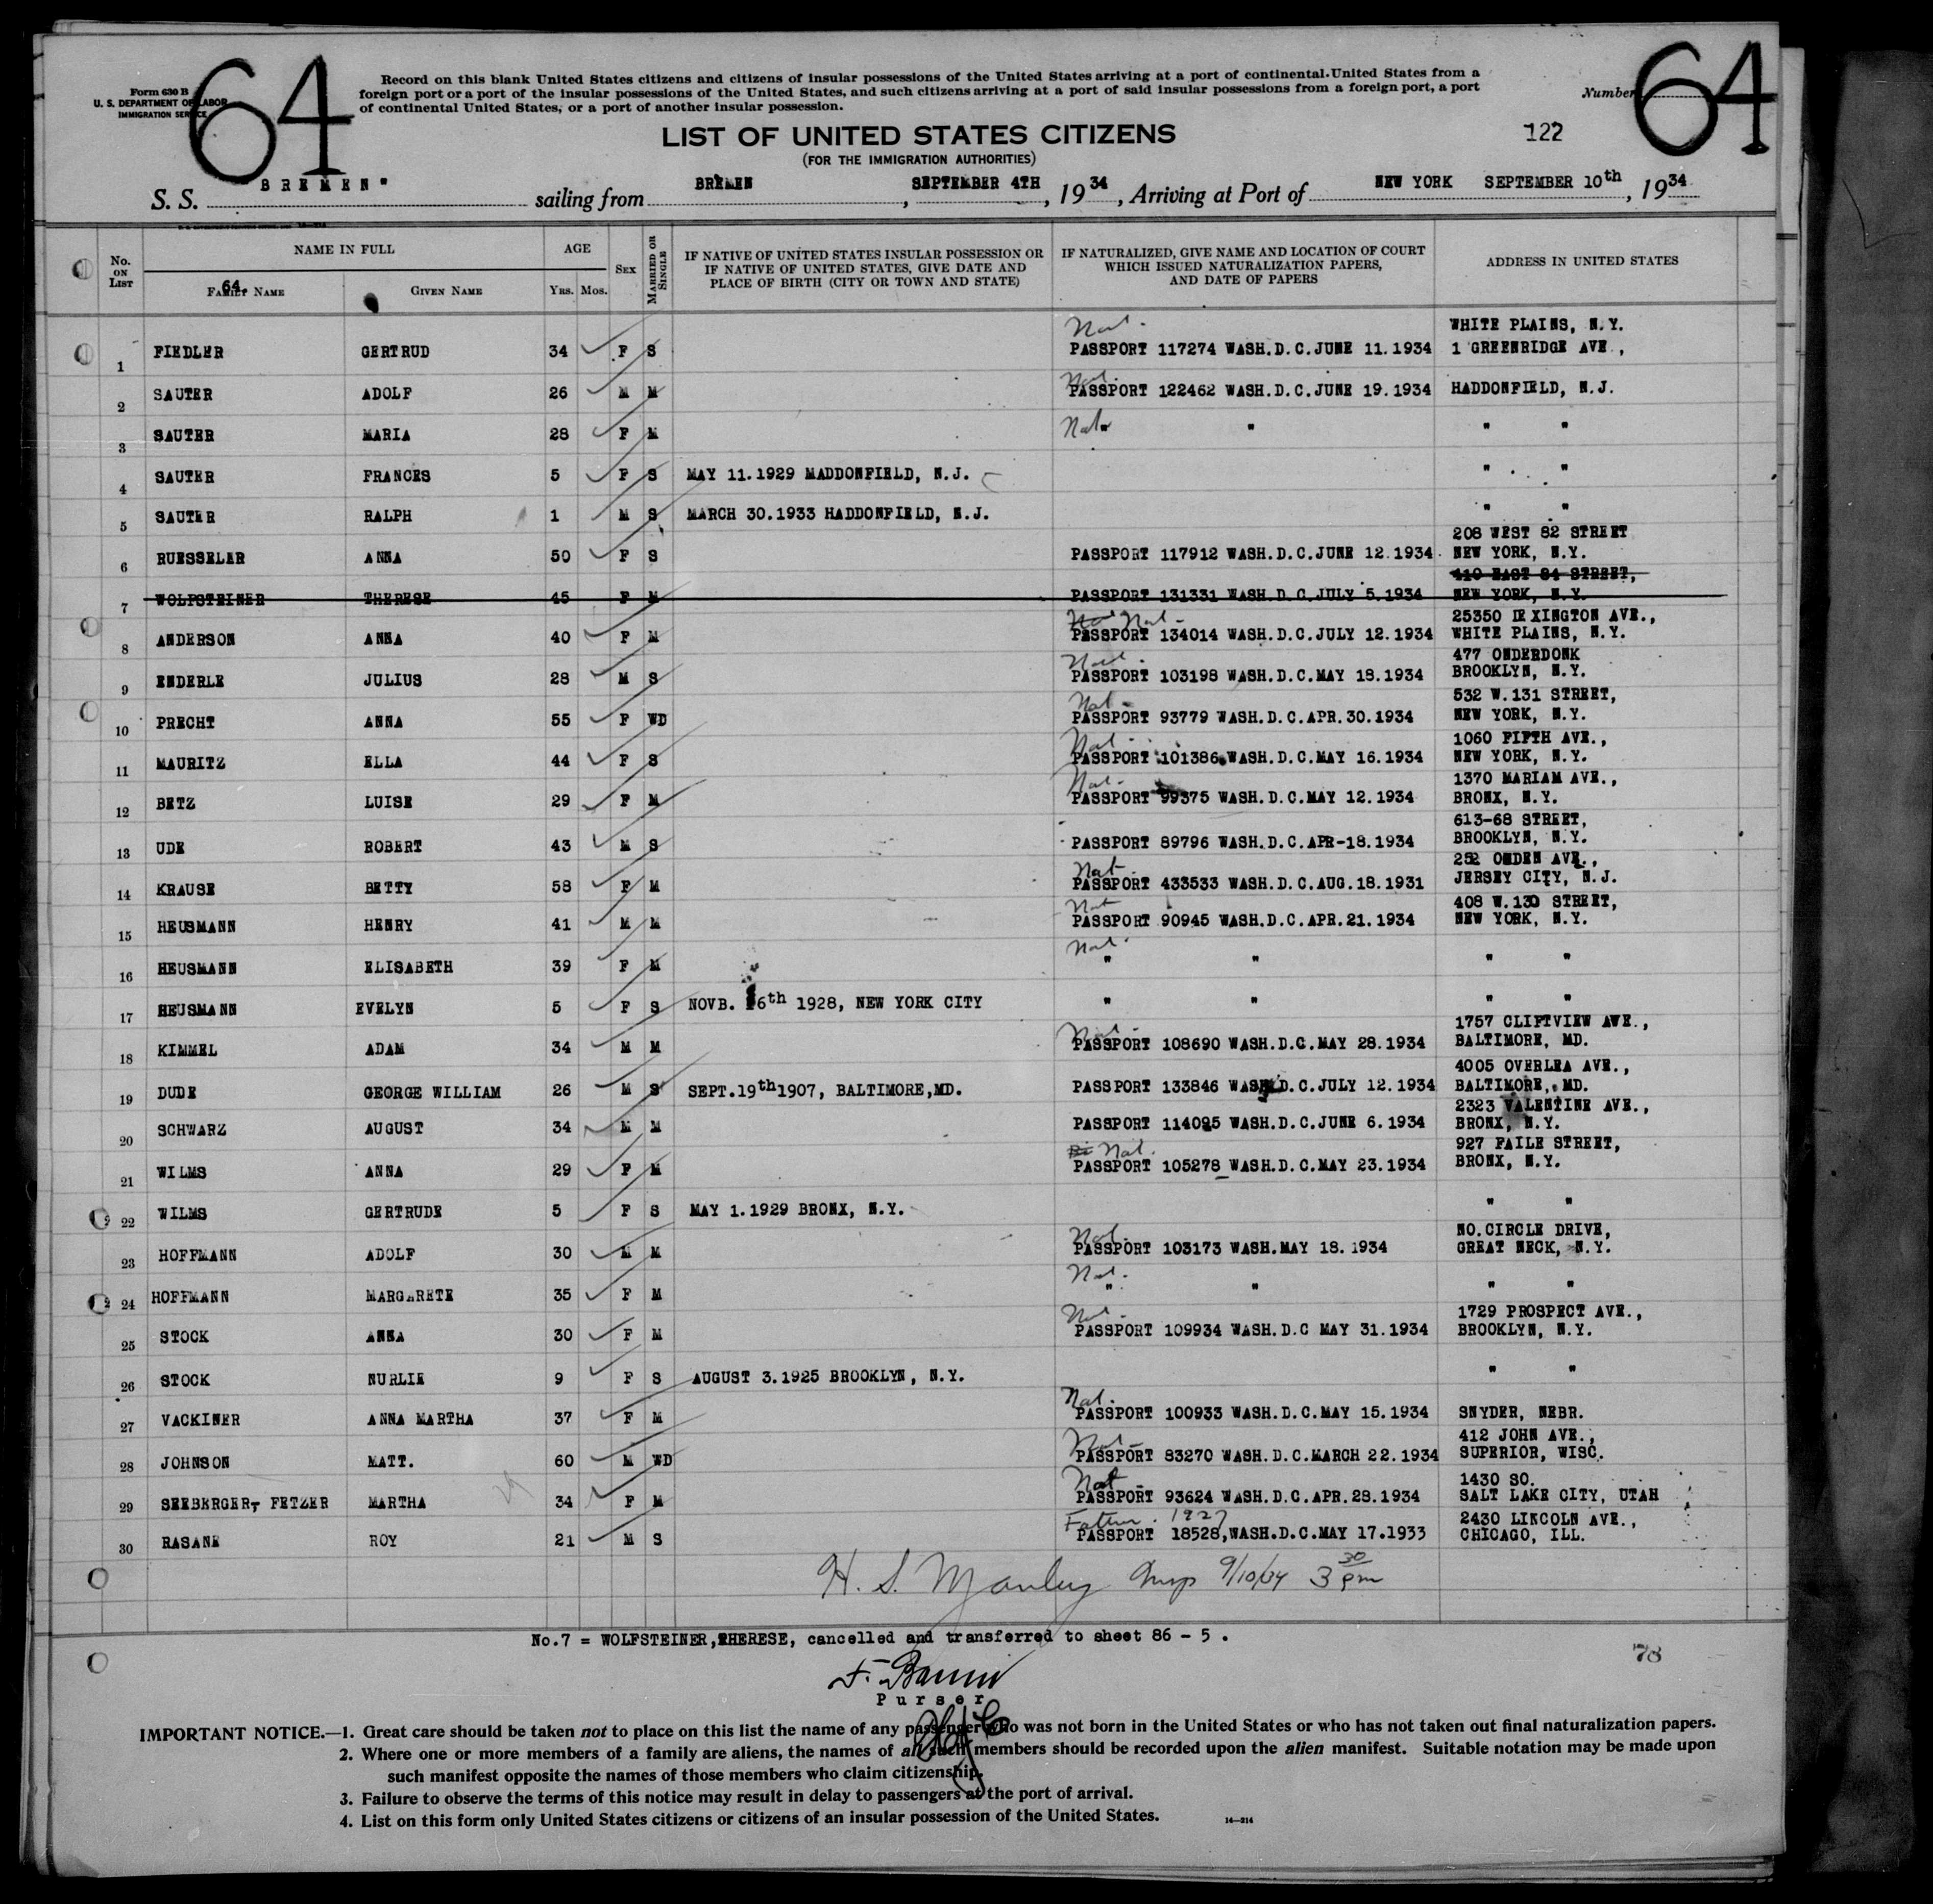 64
64
Form 630 B
U. S. DEPARTMENT OF LABOR
IMMIGRATION SERVICE
Record on this blank United States citizens and citizens of insular possessions of the United States arriving at a port of continental United States from a
foreign port or a port of the insular possessions of the United States, and such citizens arriving at a port of said insular possessions from a foreign port, a port
of continental United States, or a port of another insular possession.
Number
LIST OF UNITED STATES CITIZENS
122
(FOR THE IMMIGRATION AUTHORITIES)
S. S. BREMEN" sailing from BREMEN, SEPTEMBER 4TH, 1934, Arriving at Port of NEW YORK SEPTEMBER 10th, 1934
No. ON LIST
NAME IN FULL
FAMILY NAME
64
GIVEN NAME
AGE
YRS. MOS.
SEX
MARRIED OR SINGLE
IF NATIVE OF UNITED STATES INSULAR POSSESSION OR
IF NATIVE OF UNITED STATES, GIVE DATE AND
PLACE OF BIRTH (CITY OR TOWN AND STATE)
IF NATURALIZED, GIVE NAME AND LOCATION OF COURT
WHICH ISSUED NATURALIZATION PAPERS,
AND DATE OF PAPERS
ADDRESS IN UNITED STATES
1 FIEDLER GERTRUD 34 F S Nat. PASSPORT 117274 WASH.D.C.JUNE 11.1934 WHITE PLAINS, N.Y. 1 GREENRIDGE AVE.,
2 SAUTER ADOLF 26 M M Nat. PASSPORT 122462 WASH.D.C.JUNE 19.1934 HADDONFIELD, N.J.
3 SAUTER MARIA 28 F M Nat. " " "
4 SAUTER FRANCES 5 F S MAY 11.1929 MADDONFIELD, N.J. " "
5 SAUTER RALPH 1 M S MARCH 30.1933 HADDONFIELD, N.J. " "
6 RUESSELER ANNA 50 F S PASSPORT 117912 WASH.D.C.JUNE 12.1934 208 WEST 82 STREET NEW YORK, N.Y.
7 WOLFSTEINER THERESE 45 F M PASSPORT 131331 WASH.D.C.JULY 5.1934 410 EAST 84 STREET, NEW YORK, N.Y.
8 ANDERSON ANNA 40 F M Nat. PASSPORT 134014 WASH.D.C.JULY 12.1934 25350 LEXINGTON AVE., WHITE PLAINS, N.Y.
9 ENDERLE JULIUS 28 M S Nat. PASSPORT 103198 WASH.D.C.MAY 18.1934 477 ONDERDONK BROOKLYN, N.Y.
10 PRECHT ANNA 55 F WD Nat. PASSPORT 93779 WASH.D.C.APR.30.1934 532 W.131 STREET, NEW YORK, N.Y.
11 MAURITZ ELLA 44 F S Nat. PASSPORT 101386 WASH.D.C.MAY 16.1934 1060 FIFTH AVE., NEW YORK, N.Y.
12 BETZ LUISE 29 F M Nat. PASSPORT 99375 WASH.D.C.MAY 12.1934 1370 MARIAM AVE., BRONX, N.Y.
13 UDE ROBERT 43 M S PASSPORT 89796 WASH.D.C.APR-18.1934 613-68 STREET, BROOKLYN, N.Y.
14 KRAUSE BETTY 58 F M Nat. PASSPORT 433533 WASH.D.C.AUG.18.1931 252 OGDEN AVE., JERSEY CITY, N.J.
15 HEUSMANN HENRY 41 M M Nat PASSPORT 90945 WASH.D.C.APR.21.1934 408 W.130 STREET, NEW YORK, N.Y.
16 HEUSMANN ELISABETH 39 F M Nat. " " " "
17 HEUSMANN EVELYN 5 F S NOVB. 16th 1928, NEW YORK CITY " " " "
18 KIMMEL ADAM 34 M M Nat. PASSPORT 108690 WASH.D.C.MAY 28.1934 1757 CLIFTVIEW AVE., BALTIMORE, MD.
19 DUDE GEORGE WILLIAM 26 M S SEPT.19th 1907, BALTIMORE,MD. PASSPORT 133846 WASH.D.C.JULY 12.1934 4005 OVERLEA AVE., BALTIMORE, MD.
20 SCHWARZ AUGUST 34 M M PASSPORT 114095 WASH.D.C.JUNE 6.1934 2323 VALENTINE AVE., BRONX, N.Y.
21 WILMS ANNA 29 F M Nat. PASSPORT 105278 WASH.D.C.MAY 23.1934 927 FAILE STREET, BRONX, N.Y.
22 WILMS GERTRUDE 5 F S MAY 1.1929 BRONX, N.Y. " "
23 HOFFMANN ADOLF 30 M M Nat. PASSPORT 103173 WASH.MAY 18.1934 NO.CIRCLE DRIVE, GREAT NECK, N.Y.
24 HOFFMANN MARGARETE 35 F M Nat. " " " "
25 STOCK ANNA 30 F M Nat. PASSPORT 109934 WASH.D.C MAY 31.1934 1729 PROSPECT AVE., BROOKLYN, N.Y.
26 STOCK NURLIE 9 F S AUGUST 3.1925 BROOKLYN, N.Y. " "
27 VACKINER ANNA MARTHA 37 F M Nat. PASSPORT 100933 WASH.D.C.MAY 15.1934 SNYDER, NEBR.
28 JOHNSON MATT. 60 M WD Nat. PASSPORT 83270 WASH.D.C.MARCH 22.1934 412 JOHN AVE., SUPERIOR, WISC.
29 SEEBERGER, FETZER MARTHA 34 F M Nat - PASSPORT 93624 WASH.D.C.APR.28.1934 1430 SO. SALT LAKE CITY, UTAH
30 RASANE ROY 21 M S Father. 1927 PASSPORT 18528,WASH.D.C.MAY 17.1933 2430 LINCOLN AVE., CHICAGO, ILL.
H. S. Manley Insp 9/10/34 3 30 pm
No.7 = WOLFSTEINER,THERESE, cancelled and transferred to sheet 86 - 5 .
78
Purser
IMPORTANT NOTICE.—1. Great care should be taken not to place on this list the name of any passenger who was not born in the United States or who has not taken out final naturalization papers.
2. Where one or more members of a family are aliens, the names of all such members should be recorded upon the alien manifest. Suitable notation may be made upon
such manifest opposite the names of those members who claim citizenship.
3. Failure to observe the terms of this notice may result in delay to passengers at the port of arrival.
4. List on this form only United States citizens or citizens of an insular possession of the United States.
14—214